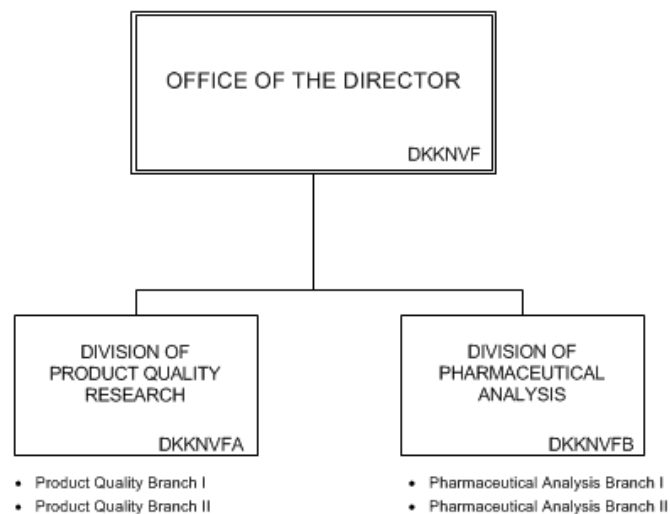 OFFICE OF THE DIRECTOR
DKKNVF
DIVISION OF
PRODUCT QUALITY
RESEARCH
DKKNVFA
• Product Quality Branch I
• Product Quality Branch II
DIVISION OF
PHARMACEUTICAL
ANALYSIS
DKKNVFB
• Pharmaceutical Analysis Branch I
• Pharmaceutical Analysis Branch II